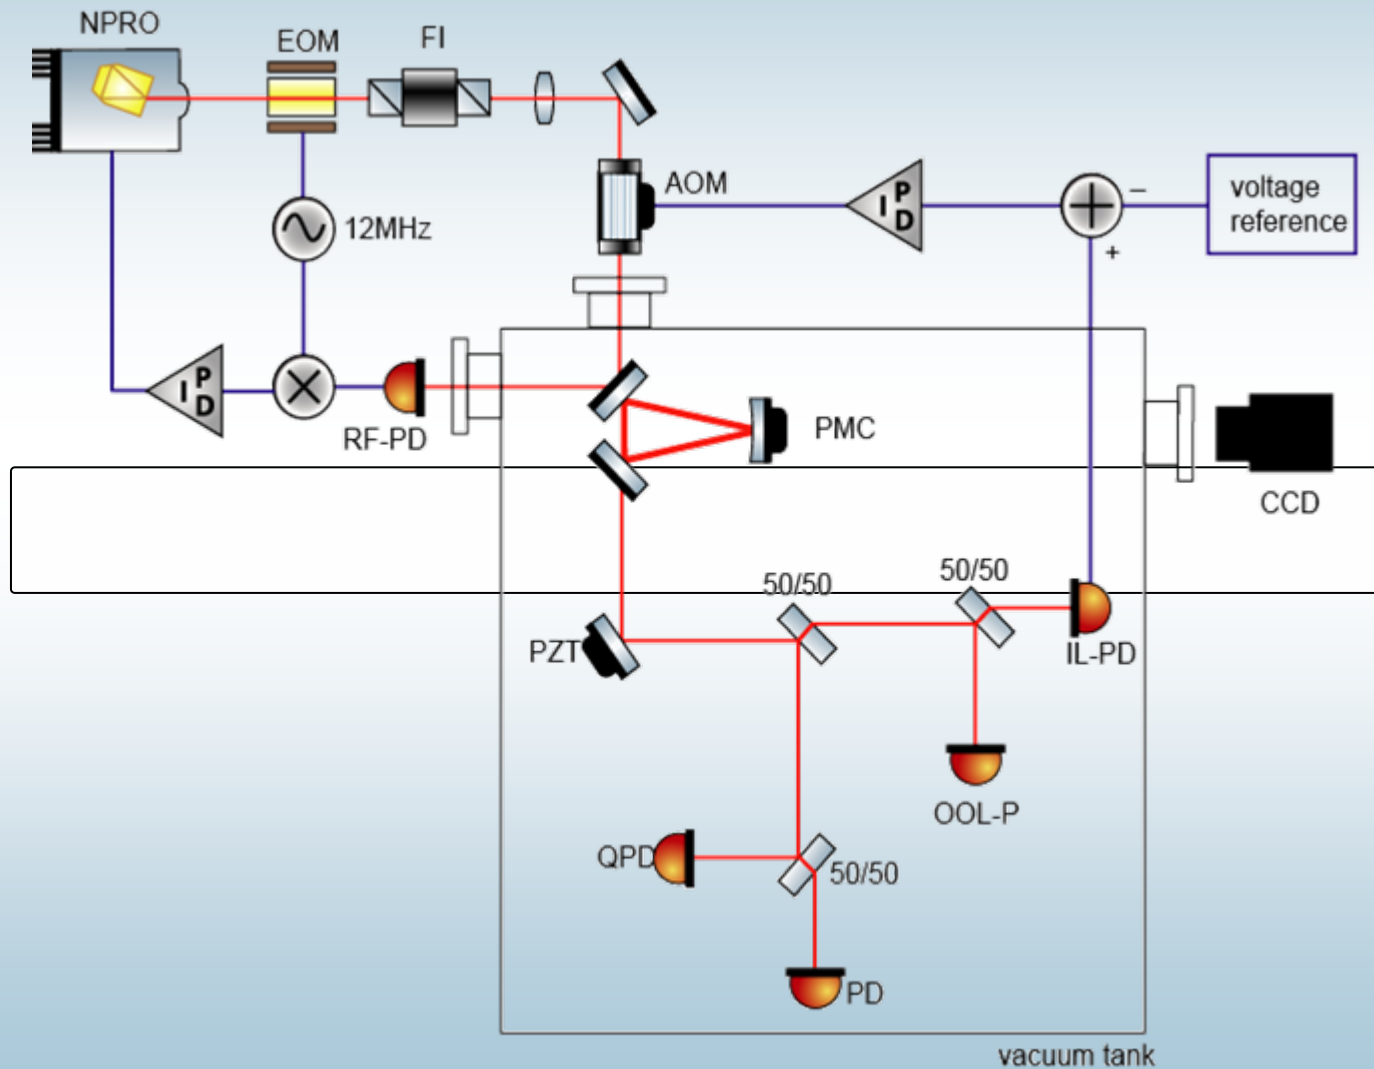 NPRO
EOM
FI
AOM
P
I
D
−
+
voltage
reference
12MHz
P
I
D
RF-PD
PMC
CCD
50/50
50/50
PZT
IL-PD
OOL-P
QPD
50/50
PD
vacuum tank